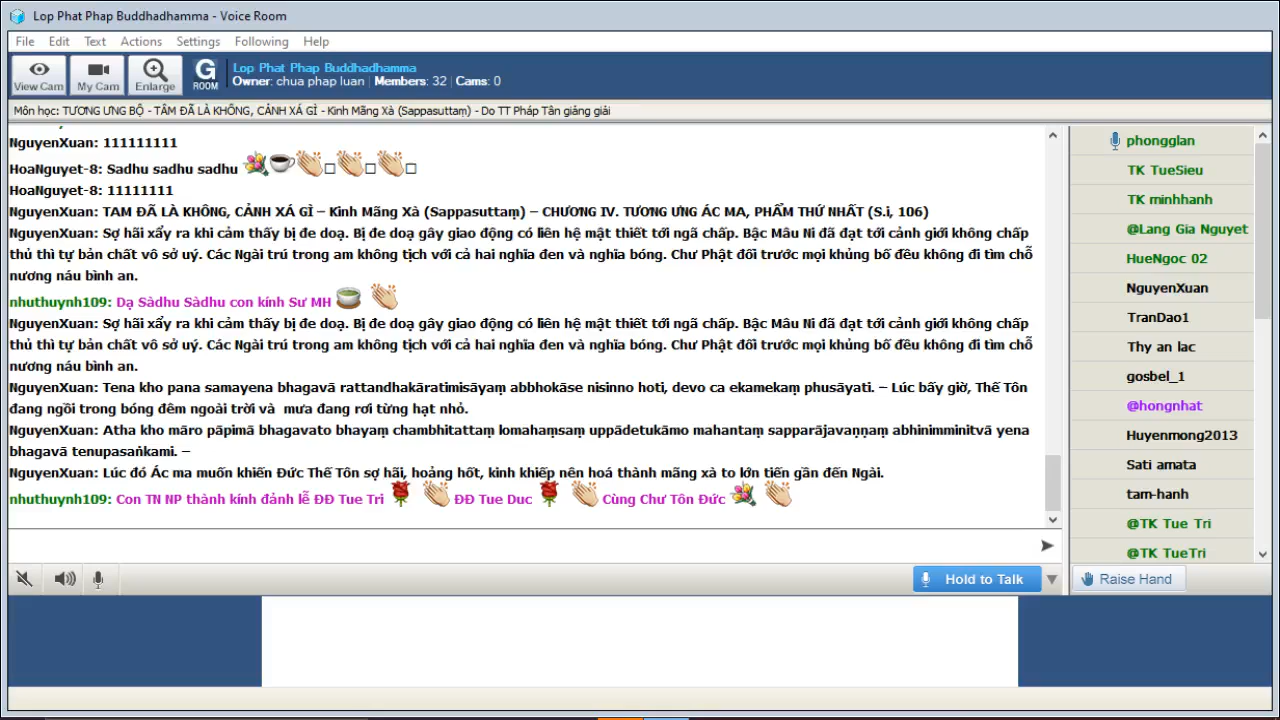 Lop Phat Phap Buddhadhamma - Voice Room
File Edit Text Actions Settings Following Help
View Cam My Cam Enlarge G ROOM
Lop Phat Phap Buddhadhamma
Owner: chua phap luan | Members: 32 | Cams: 0
Môn học: TƯƠNG ƯNG BỘ - TÂM ĐÃ LÀ KHÔNG, CẢNH XÁ GÌ - Kinh Mãng Xà (Sappasuttaṃ) - Do TT Pháp Tân giảng giải
NguyenXuan: 111111111
HoaNguyet-8: Sadhu sadhu sadhu
HoaNguyet-8: 11111111
NguyenXuan: TAM ĐÃ LÀ KHÔNG, CẢNH XÁ GÌ – Kinh Mãng Xà (Sappasuttaṃ) – CHƯƠNG IV. TƯƠNG ƯNG ÁC MA, PHẨM THỨ NHẤT (S.i, 106)
NguyenXuan: Sợ hãi xẩy ra khi cảm thấy bị đe doạ. Bị đe doạ gây giao động có liên hệ mật thiết tới ngã chấp. Bậc Mâu Ni đã đạt tới cảnh giới không chấp
thủ thì tự bản chất vô sở uý. Các Ngài trú trong am không tịch với cả hai nghĩa đen và nghĩa bóng. Chư Phật đối trước mọi khủng bố đều không đi tìm chỗ
nương náu bình an.
nhuthuynh109: Dạ Sàdhu Sàdhu con kính Sư MH
NguyenXuan: Sợ hãi xẩy ra khi cảm thấy bị đe doạ. Bị đe doạ gây giao động có liên hệ mật thiết tới ngã chấp. Bậc Mâu Ni đã đạt tới cảnh giới không chấp
thủ thì tự bản chất vô sở uý. Các Ngài trú trong am không tịch với cả hai nghĩa đen và nghĩa bóng. Chư Phật đối trước mọi khủng bố đều không đi tìm chỗ
nương náu bình an.
NguyenXuan: Tena kho pana samayena bhagavā rattandhakāratimisāyaṃ abbhokāse nisinno hoti, devo ca ekamekaṃ phusāyati. – Lúc bấy giờ, Thế Tôn
đang ngồi trong bóng đêm ngoài trời và mưa đang rơi từng hạt nhỏ.
NguyenXuan: Atha kho māro pāpimā bhagavato bhayaṃ chambhitattaṃ lomahaṃsaṃ uppādetukāmo mahantaṃ sapparājavaṇṇaṃ abhinimminitvā yena
bhagavā tenupasaṅkami. –
NguyenXuan: Lúc đó Ác ma muốn khiến Đức Thế Tôn sợ hãi, hoảng hốt, kinh khiếp nên hoá thành mãng xà to lớn tiến gần đến Ngài.
nhuthuynh109: Con TN NP thành kính đảnh lễ ĐĐ Tue Tri ĐĐ Tue Duc Cùng Chư Tôn Đức
Hold to Talk
phongglan
TK TueSieu
TK minhhanh
@Lang Gia Nguyet
HueNgoc 02
NguyenXuan
TranDao1
Thy an lac
gosbel_1
@hongnhat
Huyenmong2013
Sati amata
tam-hanh
@TK Tue Tri
@TK TueTri
Raise Hand